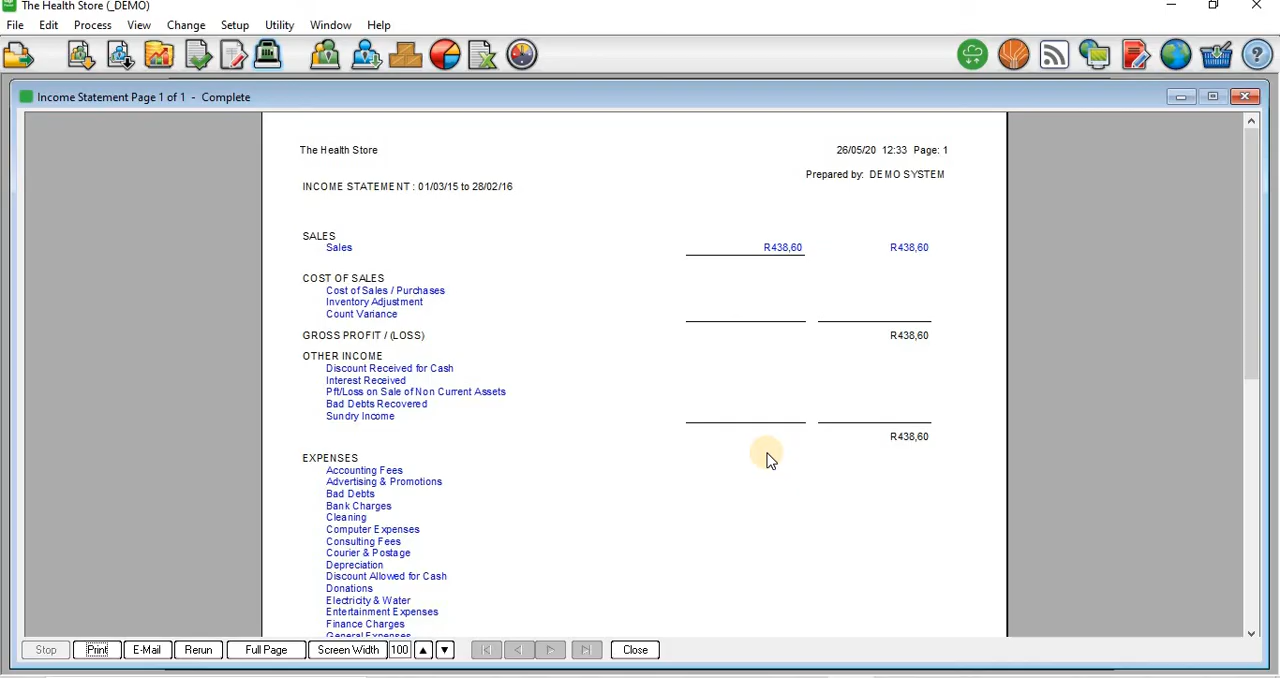 The Health Store (_DEMO)
File Edit Process View Change Setup Utility Window Help
Income Statement Page 1 of 1 - Complete
The Health Store 26/05/20 12:33 Page: 1
Prepared by: DEMO SYSTEM
INCOME STATEMENT : 01/03/15 to 28/02/16
SALES
Sales R438,60 R438,60
COST OF SALES
Cost of Sales / Purchases
Inventory Adjustment
Count Variance
GROSS PROFIT / (LOSS) R438,60
OTHER INCOME
Discount Received for Cash
Interest Received
Pft/Loss on Sale of Non Current Assets
Bad Debts Recovered
Sundry Income
R438,60
EXPENSES
Accounting Fees
Advertising & Promotions
Bad Debts
Bank Charges
Cleaning
Computer Expenses
Consulting Fees
Courier & Postage
Depreciation
Discount Allowed for Cash
Donations
Electricity & Water
Entertainment Expenses
Finance Charges
General Expenses
Stop Print E-Mail Rerun Full Page Screen Width 100 Close